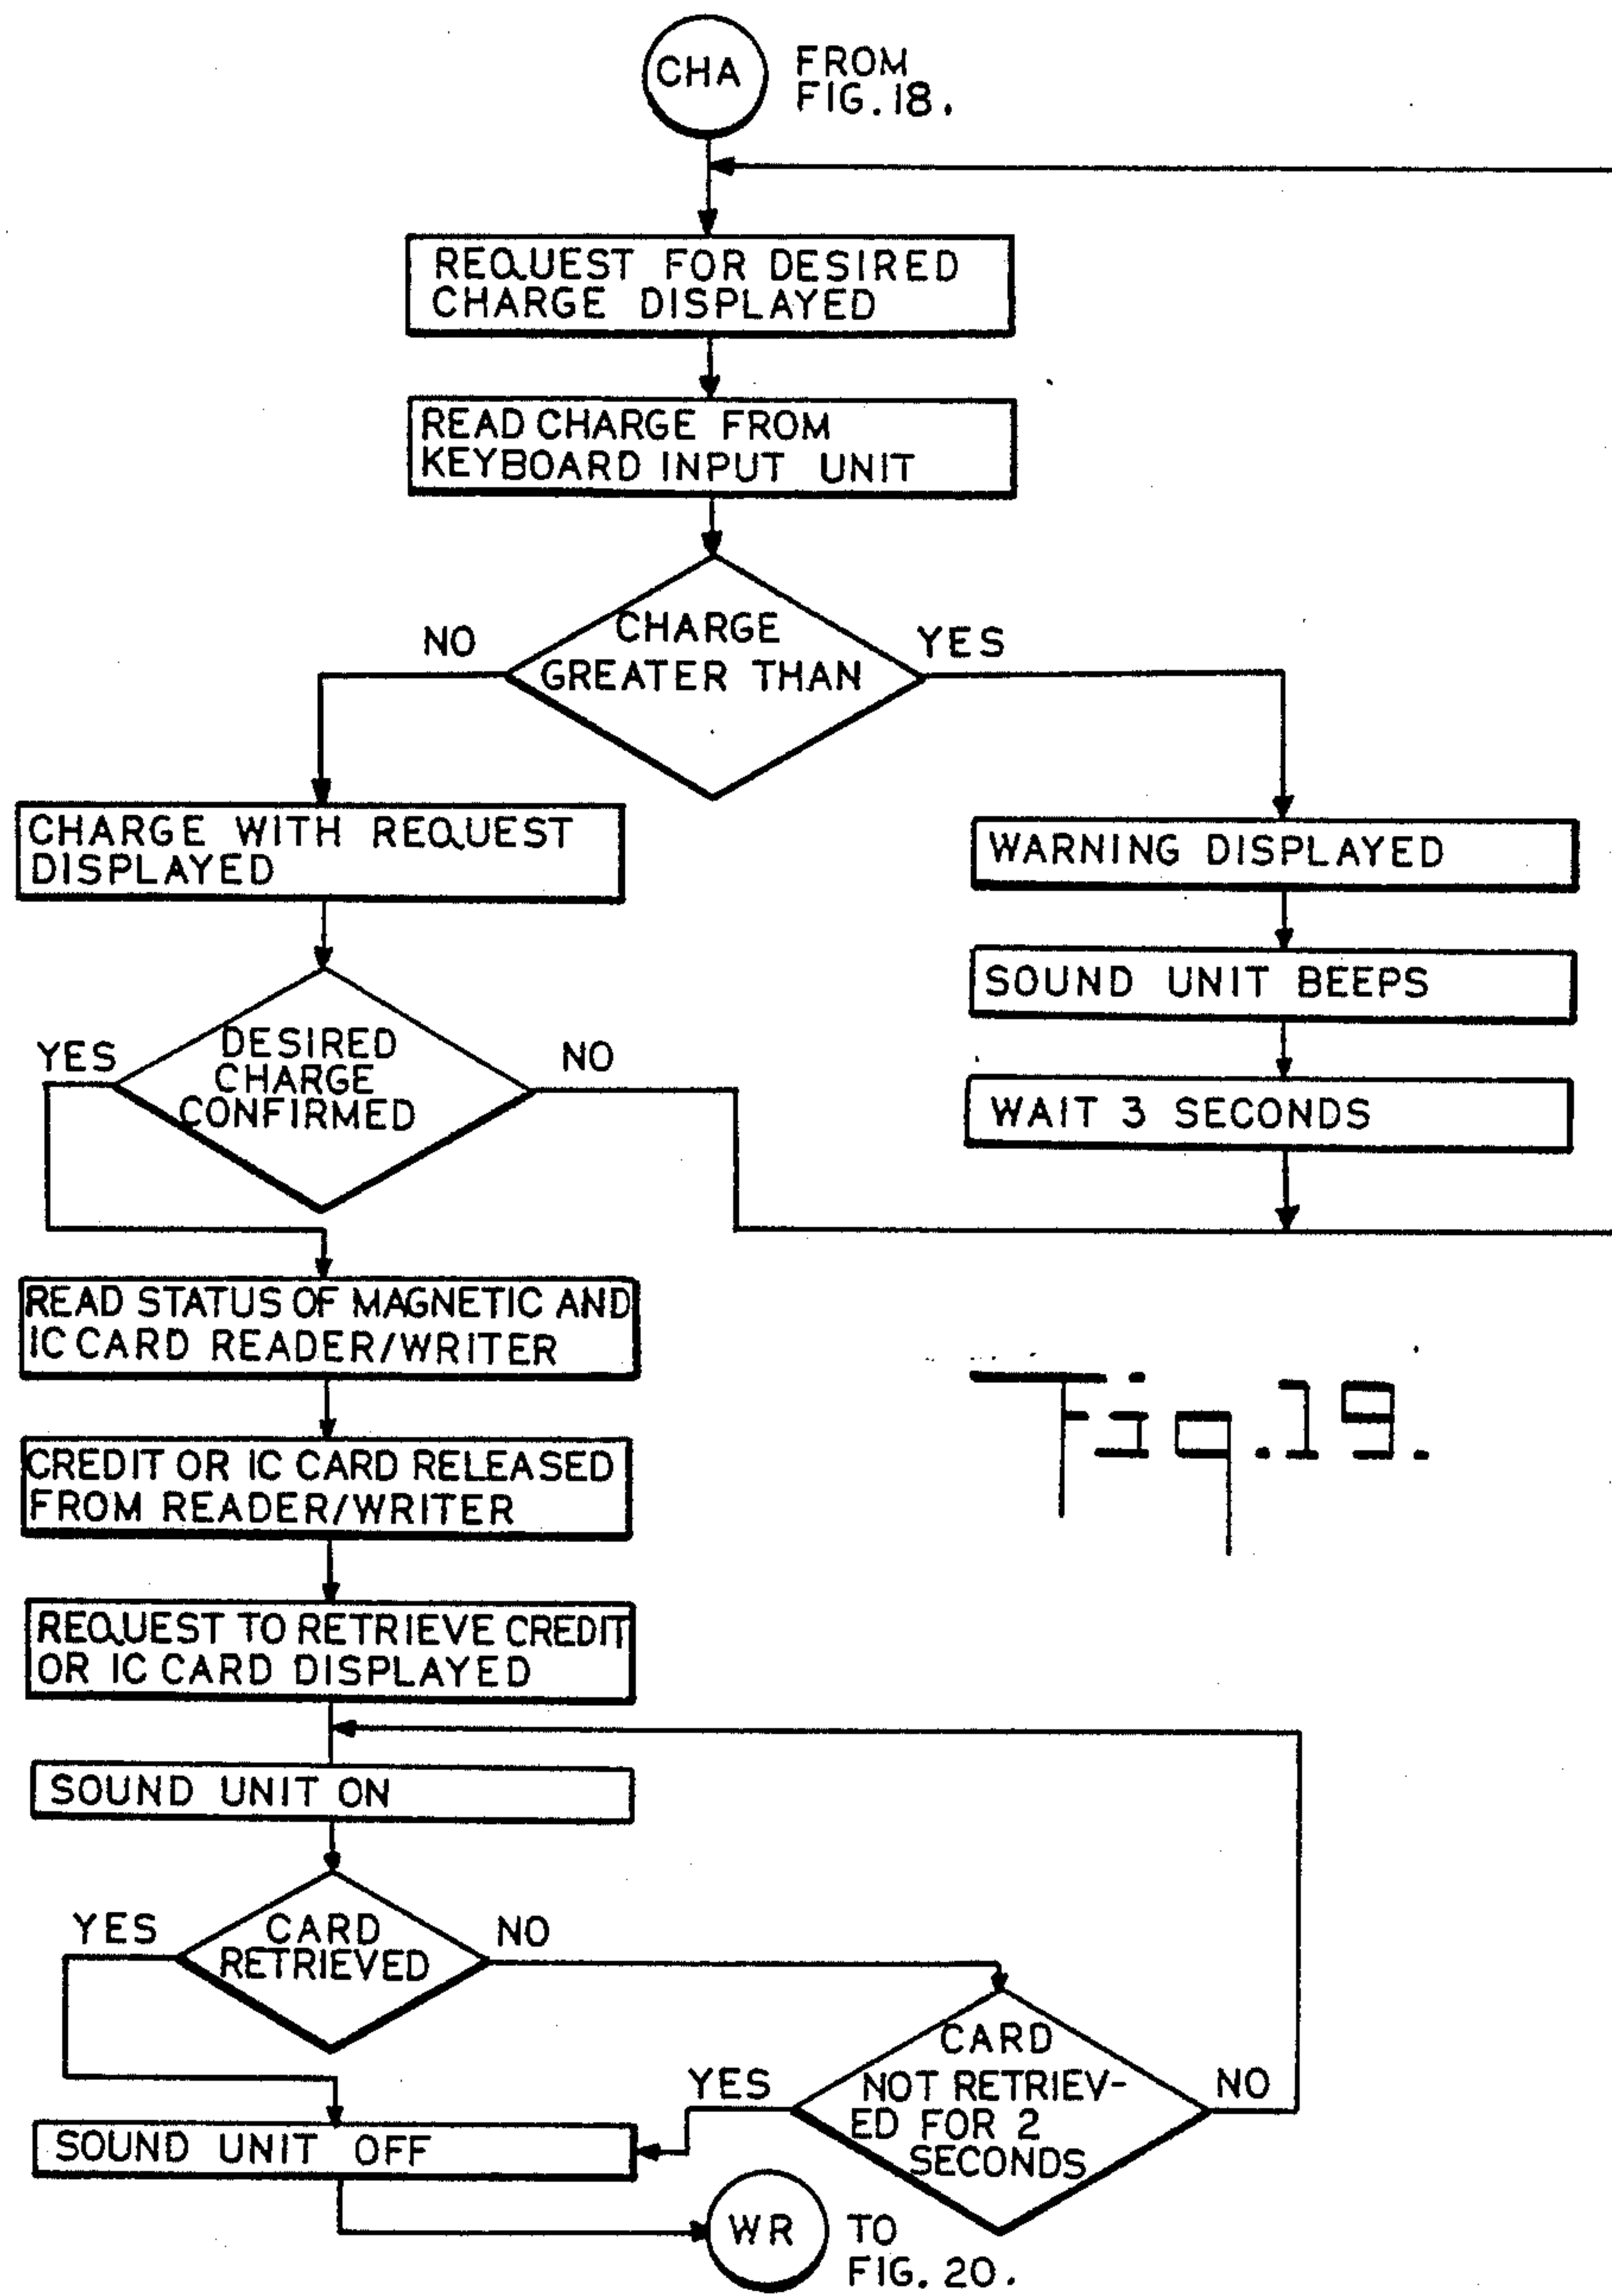 CHA
FROM
FIG. 18.
REQUEST FOR DESIRED
CHARGE DISPLAYED
READ CHARGE FROM
KEYBOARD INPUT UNIT
CHARGE
GREATER THAN
NO
YES
CHARGE WITH REQUEST
DISPLAYED
WARNING DISPLAYED
SOUND UNIT BEEPS
WAIT 3 SECONDS
DESIRED
CHARGE
CONFIRMED
YES
NO
READ STATUS OF MAGNETIC AND
IC CARD READER/WRITER
CREDIT OR IC CARD RELEASED
FROM READER/WRITER
REQUEST TO RETRIEVE CREDIT
OR IC CARD DISPLAYED
Fig.19.
SOUND UNIT ON
CARD
RETRIEVED
YES
NO
CARD
NOT RETRIEV-
ED FOR 2
SECONDS
YES
NO
SOUND UNIT OFF
WR
TO
FIG. 20.